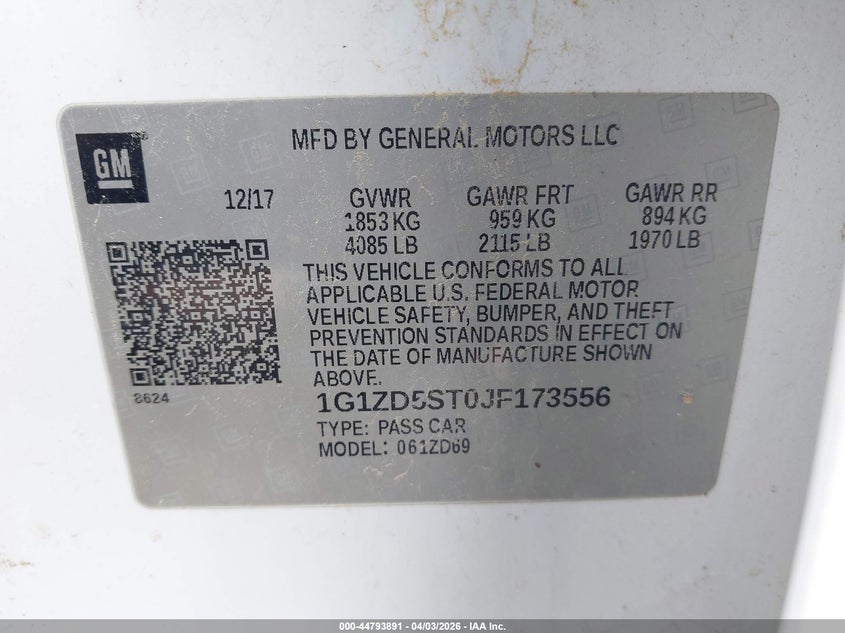 GM
MFD BY GENERAL MOTORS LLC
12/17 GVWR GAWR FRT GAWR RR
1853 KG 959 KG 894 KG
4085 LB 2115 LB 1970 LB
THIS VEHICLE CONFORMS TO ALL
APPLICABLE U.S. FEDERAL MOTOR
VEHICLE SAFETY, BUMPER, AND THEFT
PREVENTION STANDARDS IN EFFECT ON
THE DATE OF MANUFACTURE SHOWN
ABOVE.
8624
1G1ZD5ST0JF173556
TYPE: PASS CAR
MODEL: 061ZD69
000-44793891 - 04/03/2026 - IAA Inc.